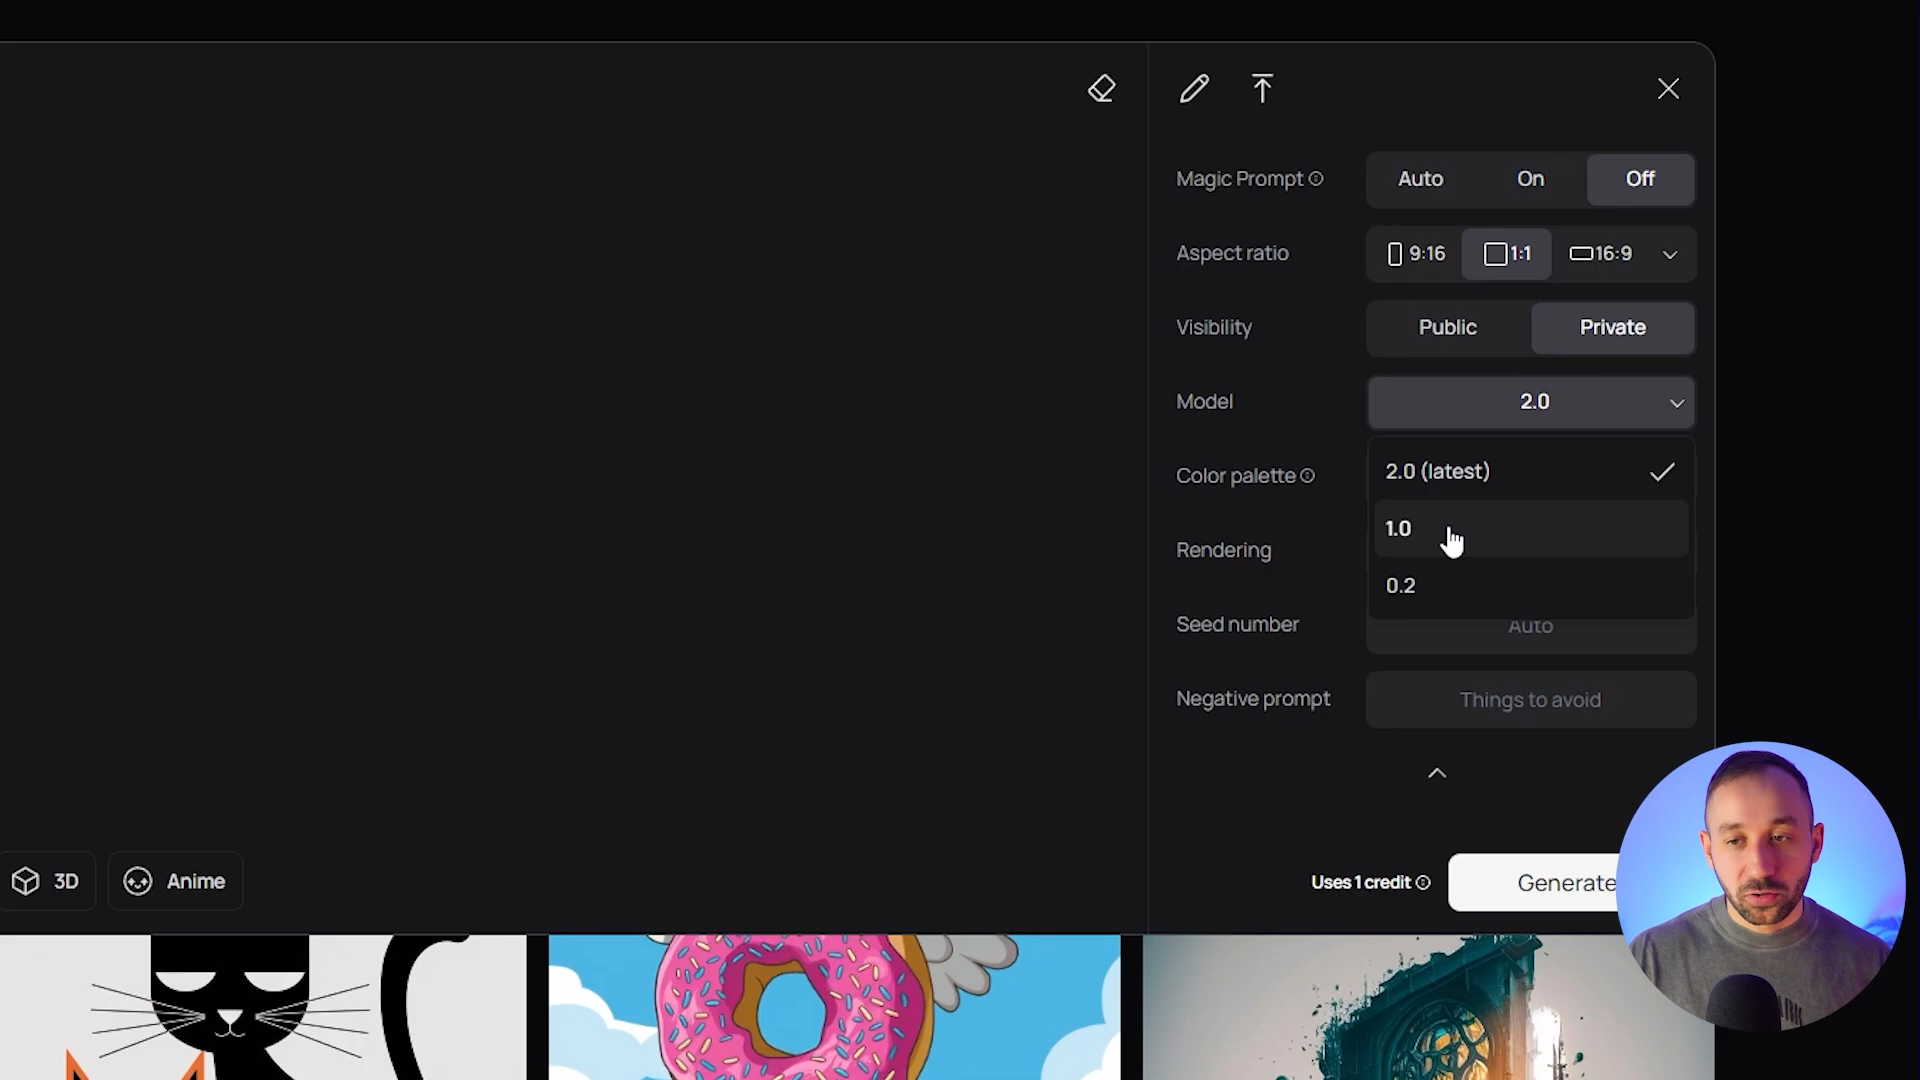 Magic Prompt
Auto
On
Off
Aspect ratio
9:16
1:1
16:9
Visibility
Public
Private
Model
2.0
2.0 (latest)
Color palette
1.0
Rendering
0.2
Seed number
Auto
Negative prompt
Things to avoid
3D
Anime
Uses 1 credit
Generate